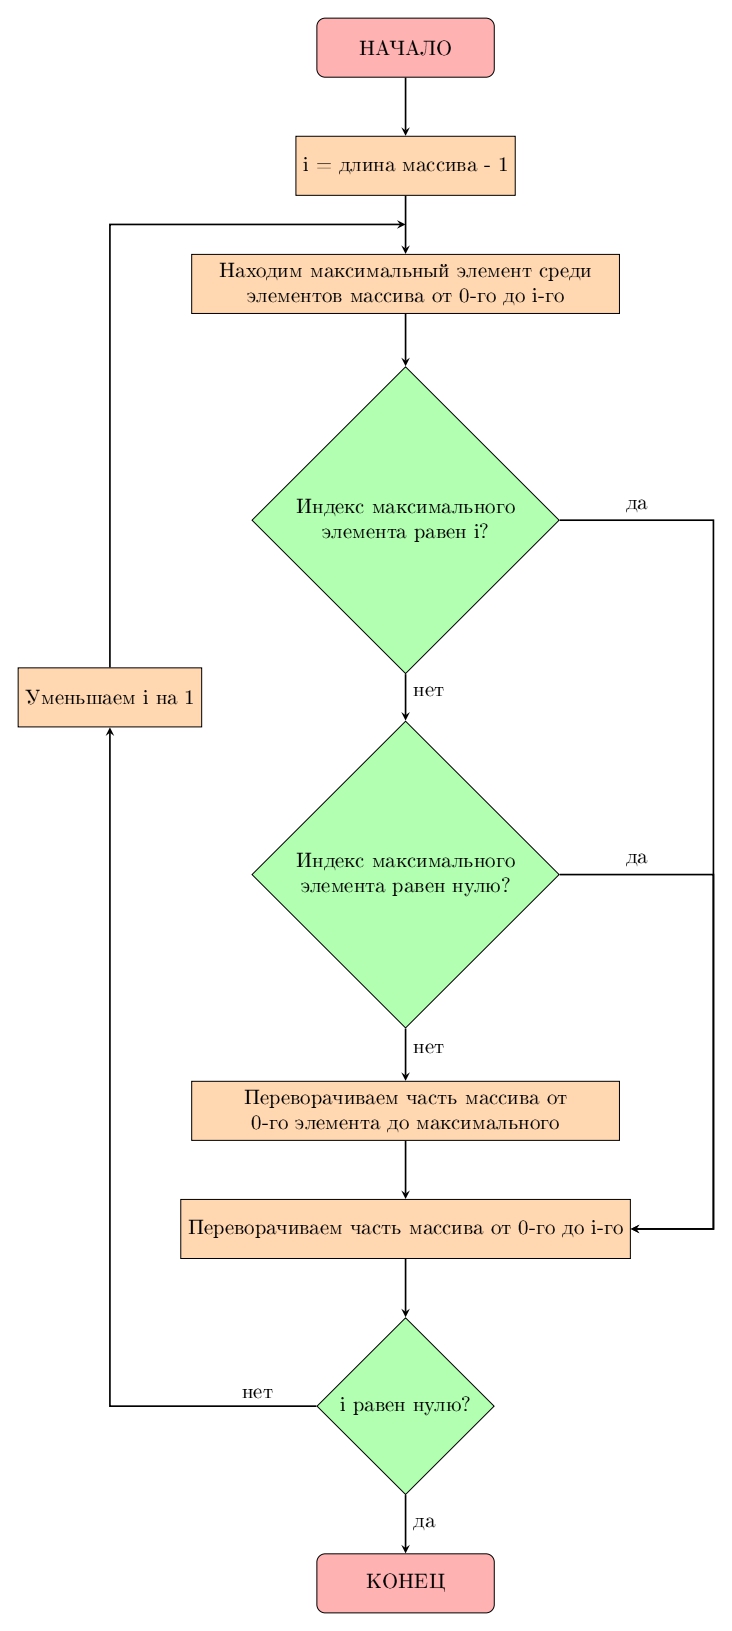 НАЧАЛО
i = длина массива - 1
Находим максимальный элемент среди
элементов массива от 0-го до i-го
Индекс максимального
элемента равен i?
да
нет
Уменьшаем i на 1
Индекс максимального
элемента равен нулю?
да
нет
Переворачиваем часть массива от
0-го элемента до максимального
Переворачиваем часть массива от 0-го до i-го
i равен нулю?
нет
да
КОНЕЦ